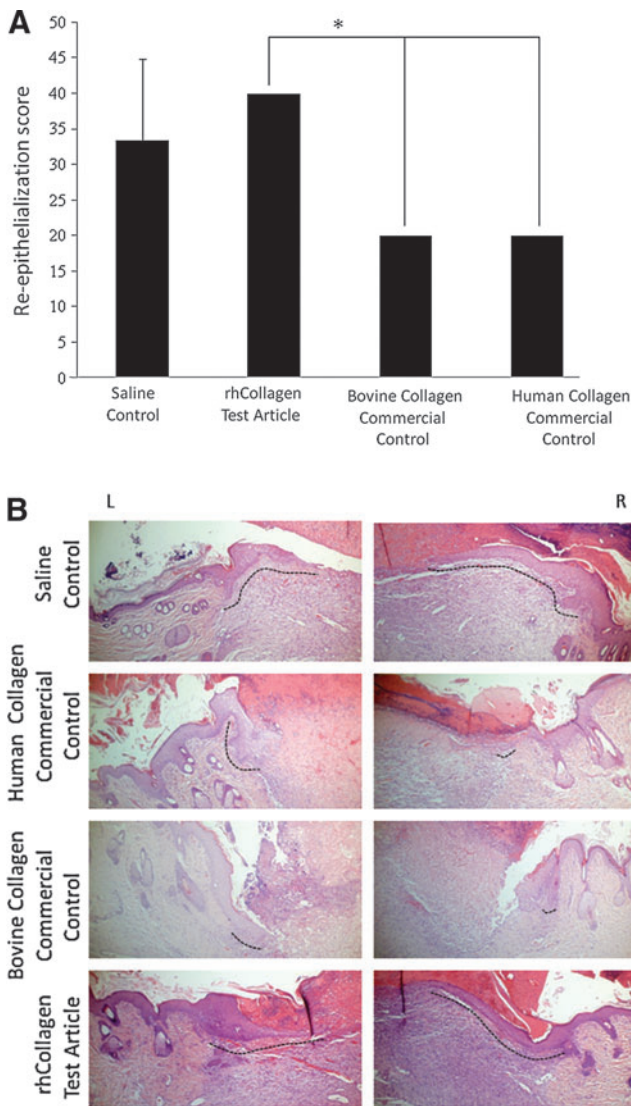 A
Re-epithelialization score
50
45
40
35
30
25
20
15
10
5
0
*
Saline
Control
rhCollagen
Test Article
Bovine Collagen
Commercial
Control
Human Collagen
Commercial
Control
B
L
R
Saline
Control
Human Collagen
Commercial
Control
Bovine Collagen
Commercial
Control
rhCollagen
Test Article